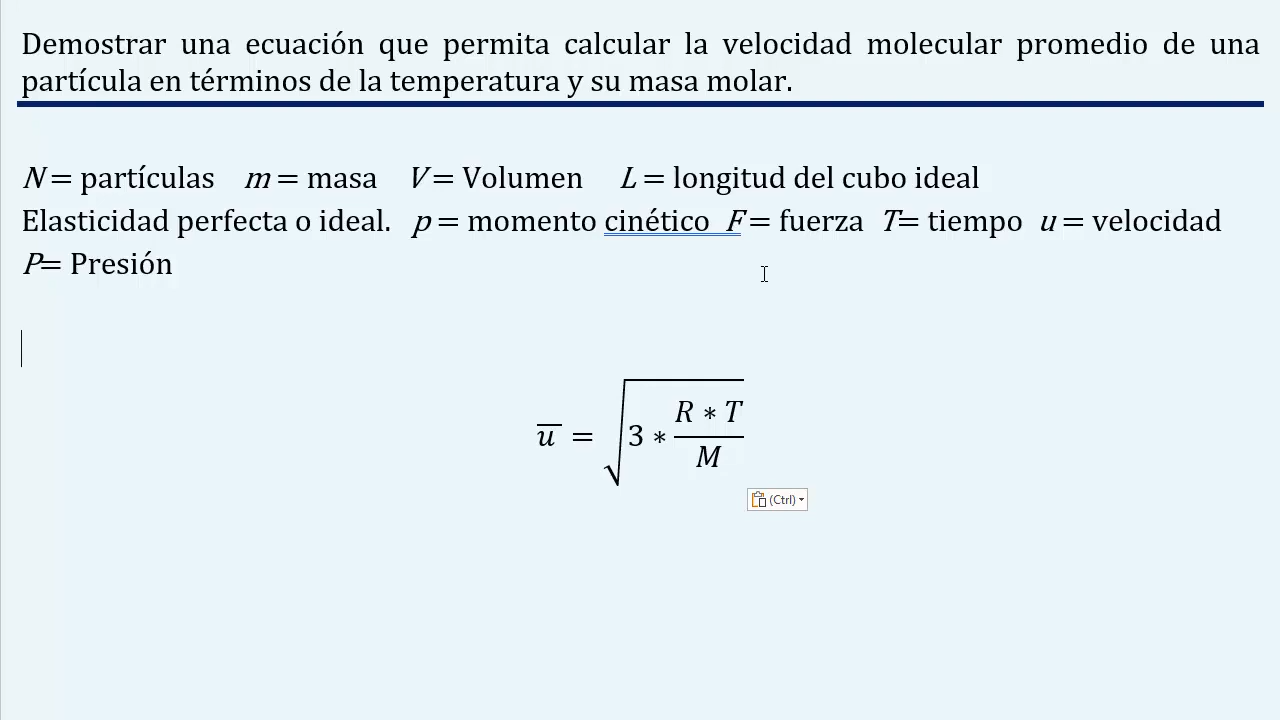 Demostrar una ecuación que permita calcular la velocidad molecular promedio de una
partícula en términos de la temperatura y su masa molar.
N = partículas m = masa V = Volumen L = longitud del cubo ideal
Elasticidad perfecta o ideal. p = momento cinético F = fuerza T= tiempo u = velocidad
P= Presión
u̅ = √(3 * (R * T)/M)
(Ctrl)